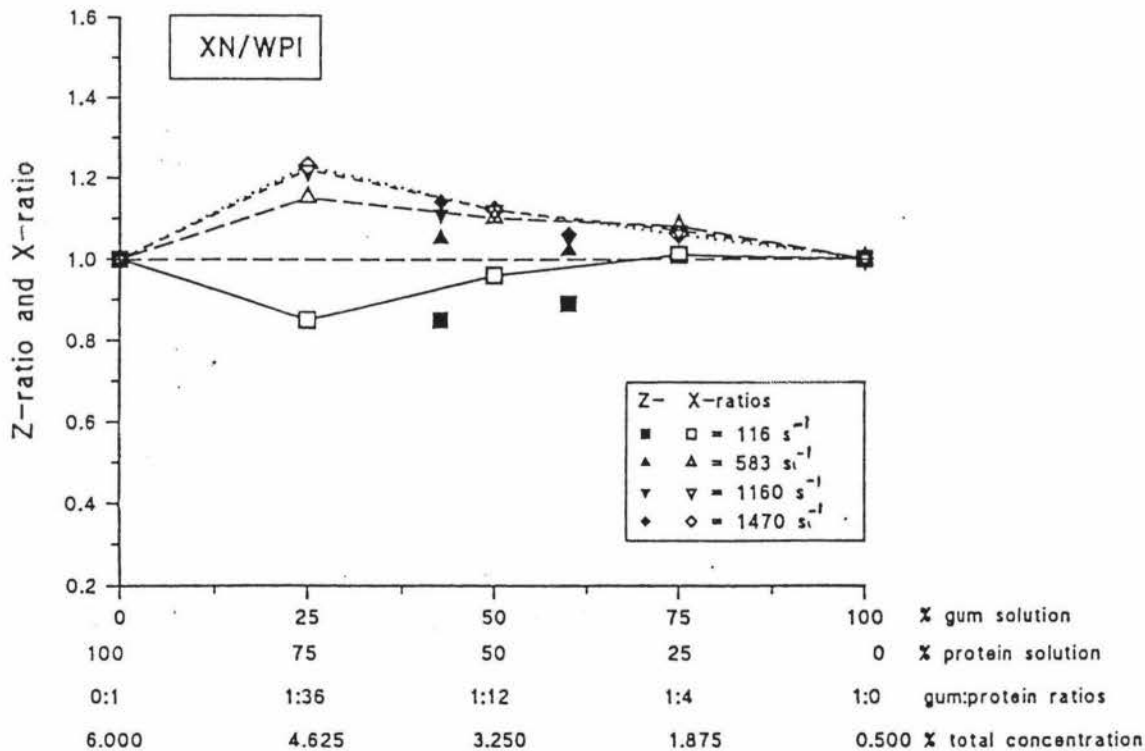 XN/WPI
Z-ratio and X-ratio
1.6
1.4
1.2
1.0
0.8
0.6
0.4
0.2
Z- X-ratios
■ □ = 116 s⁻¹
▲ △ = 583 s⁻¹
▼ ▽ = 1160 s⁻¹
◆ ◇ = 1470 s⁻¹
0 25 50 75 100 % gum solution
100 75 50 25 0 % protein solution
0:1 1:36 1:12 1:4 1:0 gum:protein ratios
6.000 4.625 3.250 1.875 0.500 % total concentration